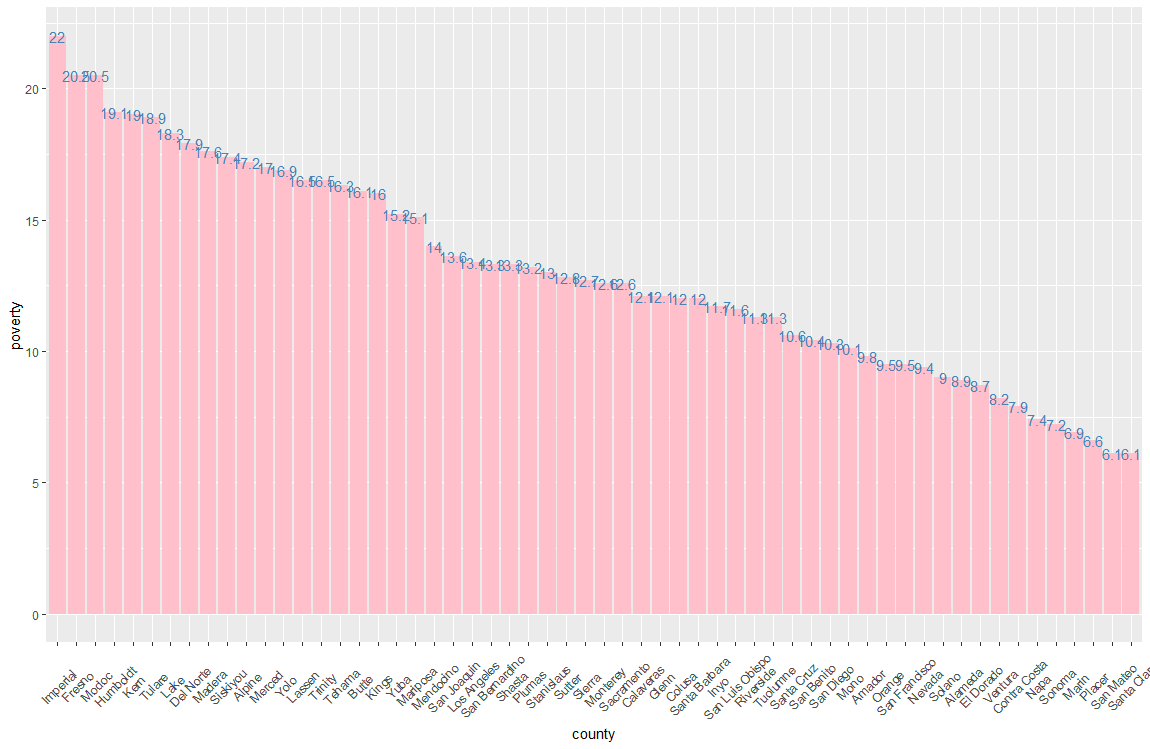 22
20.5
20.5
19.1
19
18.9
18.3
17.9
17.6
17.4
17.2
17
16.9
16.5
16.5
16.3
16.1
16
15.2
15.1
14
13.6
13.4
13.3
13.3
13.2
13
12.8
12.7
12.6
12.6
12.1
12.1
12
12
11.7
11.6
11.3
11.3
10.6
10.4
10.3
10.1
9.8
9.5
9.5
9.4
9
8.9
8.7
8.2
7.9
7.4
7.2
6.9
6.6
6.1
6.1
20
15
10
5
0
poverty
Imperial
Fresno
Modoc
Humboldt
Kern
Tulare
Lake
Del Norte
Madera
Siskiyou
Alpine
Merced
Yolo
Lassen
Trinity
Tehama
Butte
Kings
Yuba
Mariposa
Mendocino
San Joaquin
Los Angeles
San Bernardino
Shasta
Plumas
Stanislaus
Sutter
Sierra
Monterey
Sacramento
Calaveras
Glenn
Colusa
Santa Barbara
Inyo
San Luis Obispo
Riverside
Tuolumne
Santa Cruz
San Benito
San Diego
Mono
Amador
Orange
San Francisco
Nevada
Solano
Alameda
El Dorado
Ventura
Contra Costa
Napa
Sonoma
Marin
Placer
San Mateo
Santa Clar
county